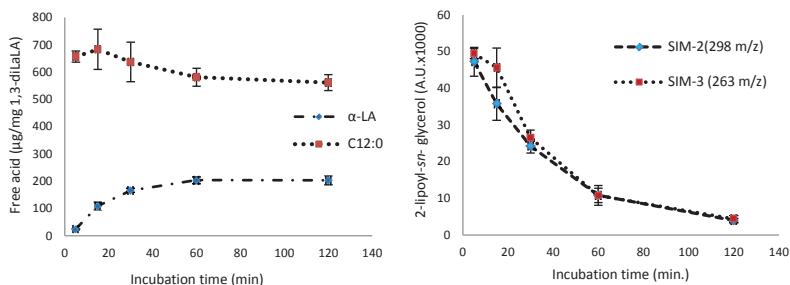 800
700
600
500
400
300
200
100
0
0 20 40 60 80 100 120 140
Free acid (µg/mg 1,3-diLaLA)
Incubation time (min)
α-LA
C12:0
60
50
40
30
20
10
0
0 20 40 60 80 100 120 140
2-lipoyl-sn- glycerol (A.U.x1000)
Incubation time (min.)
SIM-2(298 m/z)
SIM-3 (263 m/z)